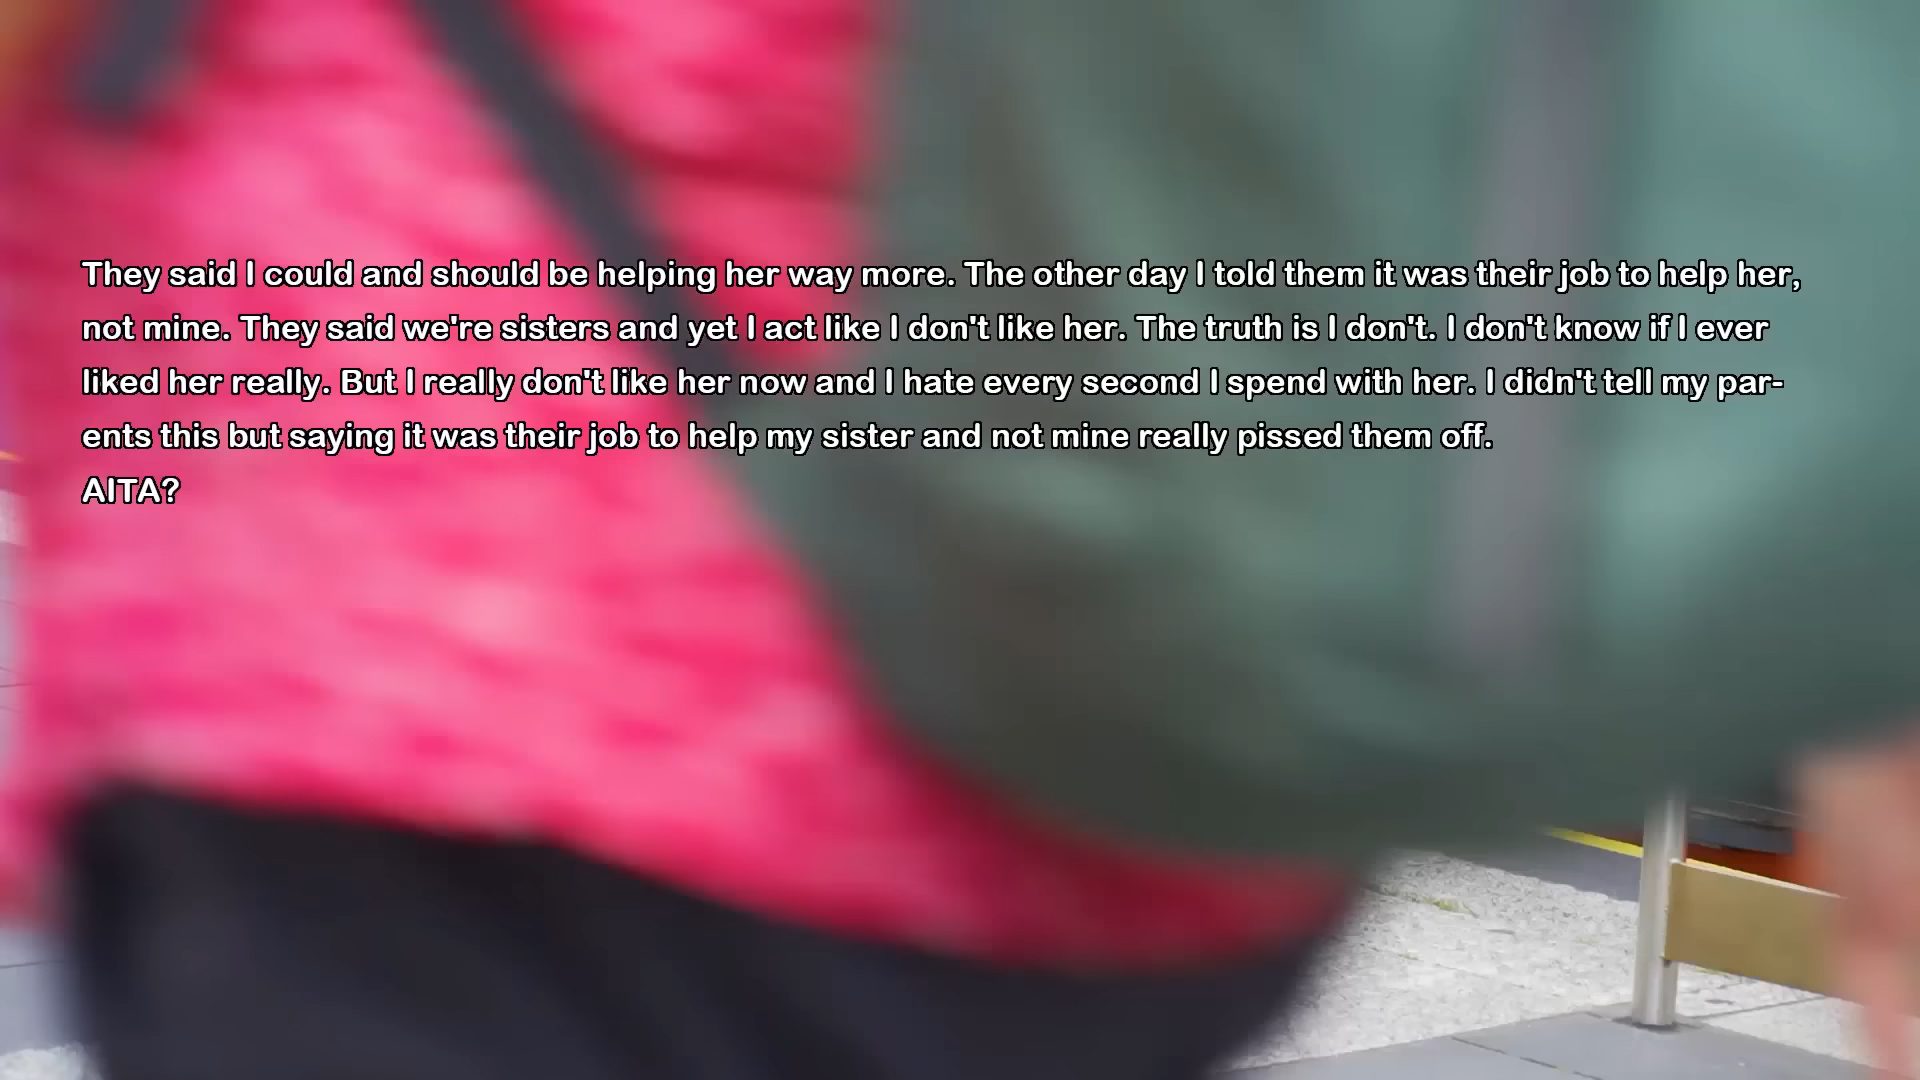 They said I could and should be helping her way more. The other day I told them it was their job to help her,
not mine. They said we're sisters and yet I act like I don't like her. The truth is I don't. I don't know if I ever
liked her really. But I really don't like her now and I hate every second I spend with her. I didn't tell my par-
ents this but saying it was their job to help my sister and not mine really pissed them off.
AITA?